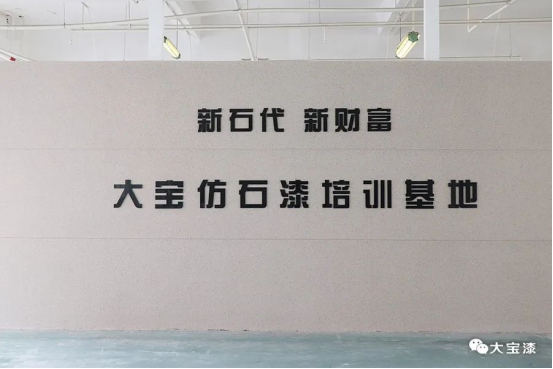 新石代 新财富
大宝仿石漆培训基地
大宝漆